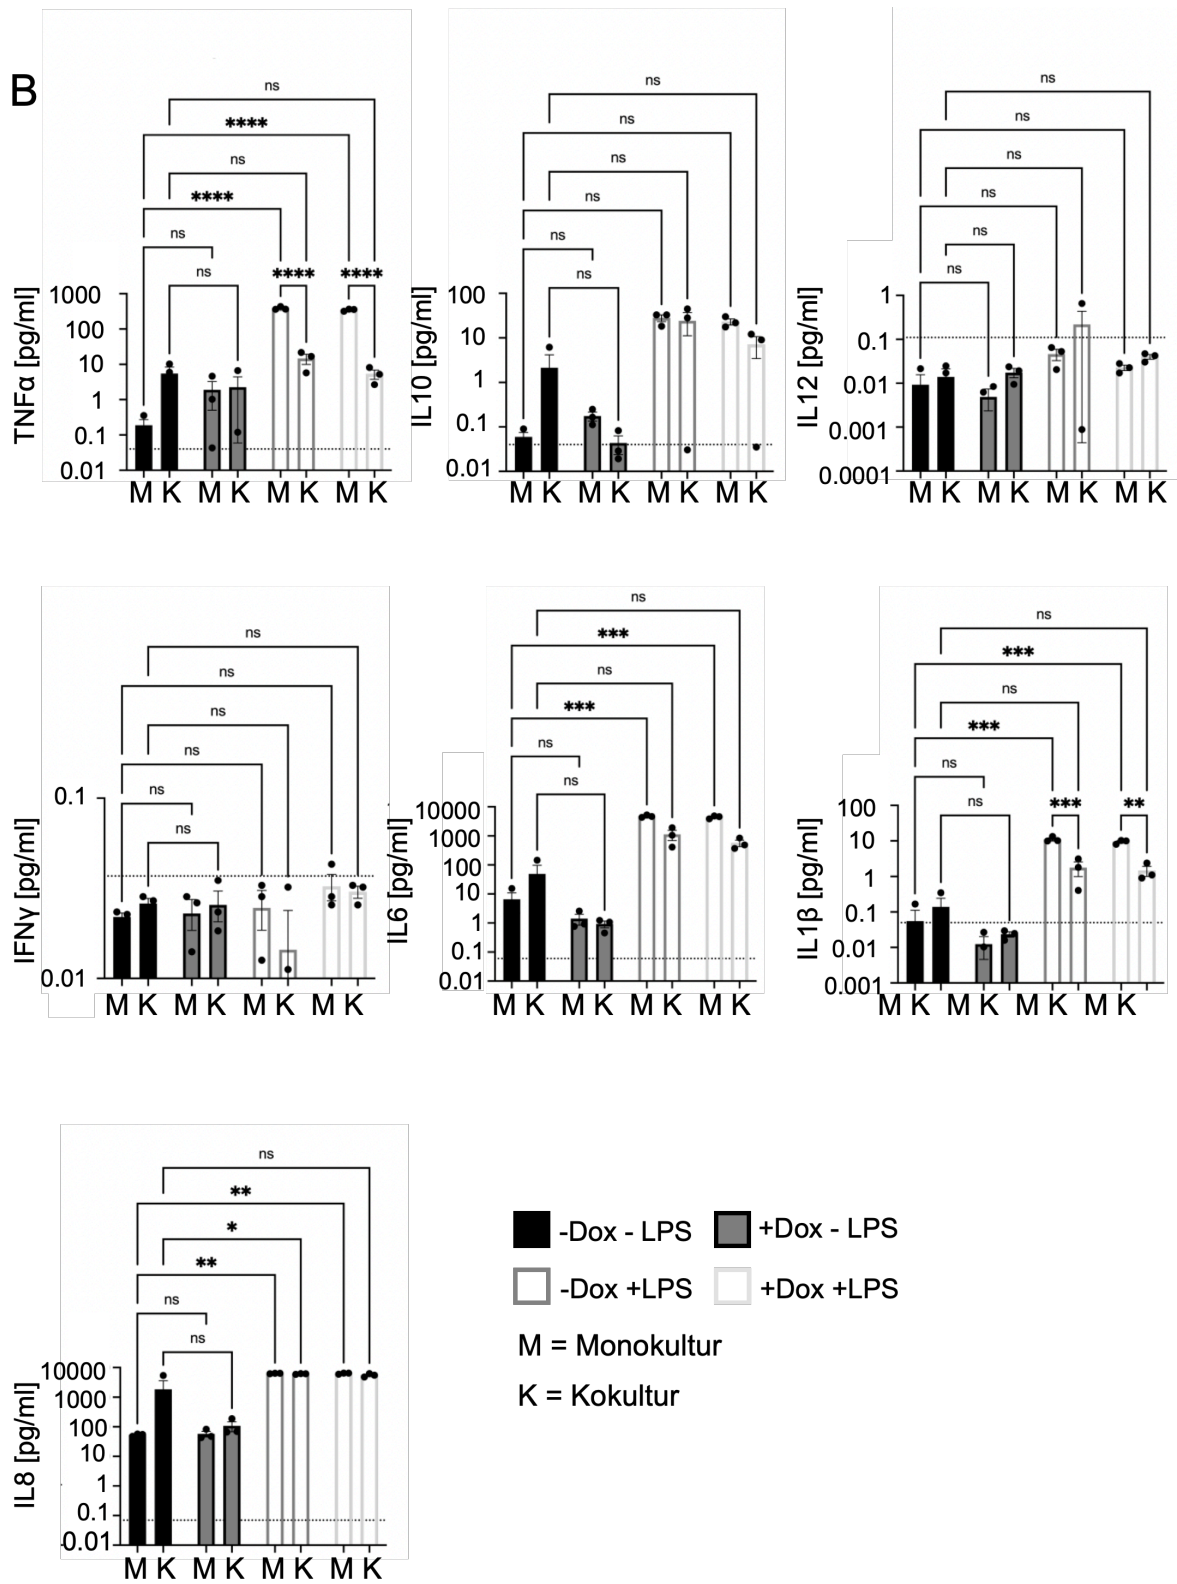 B
ns
****
ns
****
ns
ns
****
****
TNFα [pg/ml]
1000
100
10
1
0.1
0.01
M K M K M K M K
ns
ns
ns
ns
ns
ns
IL10 [pg/ml]
100
10
1
0.1
0.01
M K M K M K M K
ns
ns
ns
ns
ns
ns
IL12 [pg/ml]
1
0.1
0.01
0.001
0.0001
M K M K M K M K
ns
ns
ns
ns
ns
ns
IFNγ [pg/ml]
0.1
0.01
M K M K M K M K
ns
***
ns
***
ns
ns
IL6 [pg/ml]
10000
1000
100
10
1
0.1
0.01
M K M K M K M K
ns
***
ns
***
ns
ns
***
**
IL1β [pg/ml]
100
10
1
0.1
0.01
0.001
M K M K M K M K
ns
**
*
**
ns
ns
IL8 [pg/ml]
10000
1000
100
10
1
0.1
0.01
M K M K M K M K
-Dox - LPS
+Dox - LPS
-Dox +LPS
+Dox +LPS
M = Monokultur
K = Kokultur